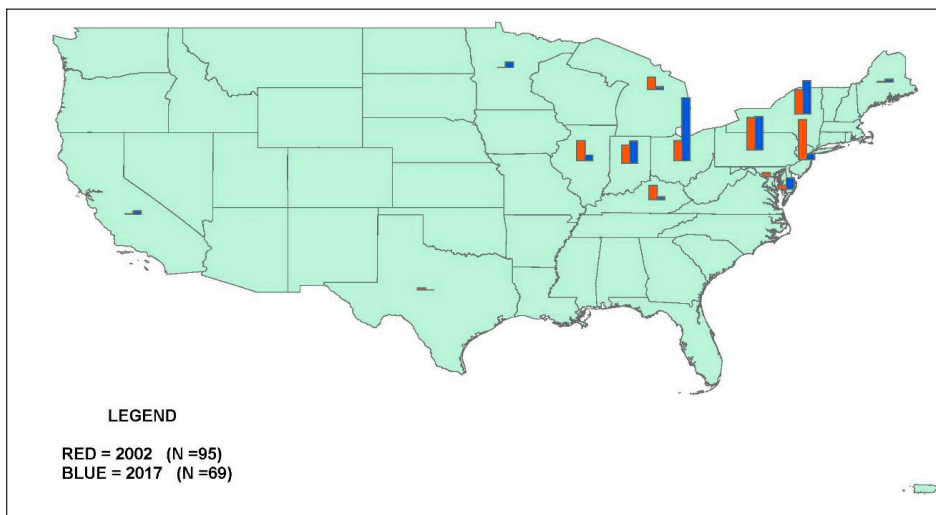 LEGEND
RED = 2002 (N =95)
BLUE = 2017 (N =69)